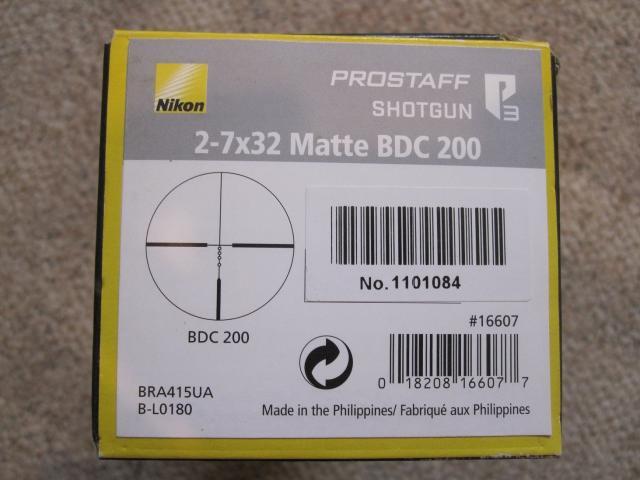 Nikon
PROSTAFF
SHOTGUN P3
2-7x32 Matte BDC 200
No. 1101084
BDC 200
#16607
0 18208 16607 7
BRA415UA
B-L0180
Made in the Philippines/ Fabriqué aux Philippines